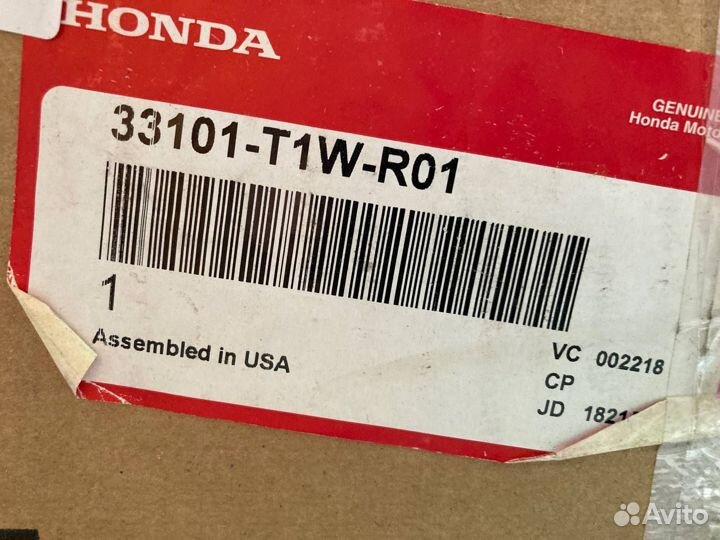 HONDA
GENUINE
Honda Moto
33101-T1W-R01
1
Assembled in USA
VC 002218
CP
JD 1821
Avito